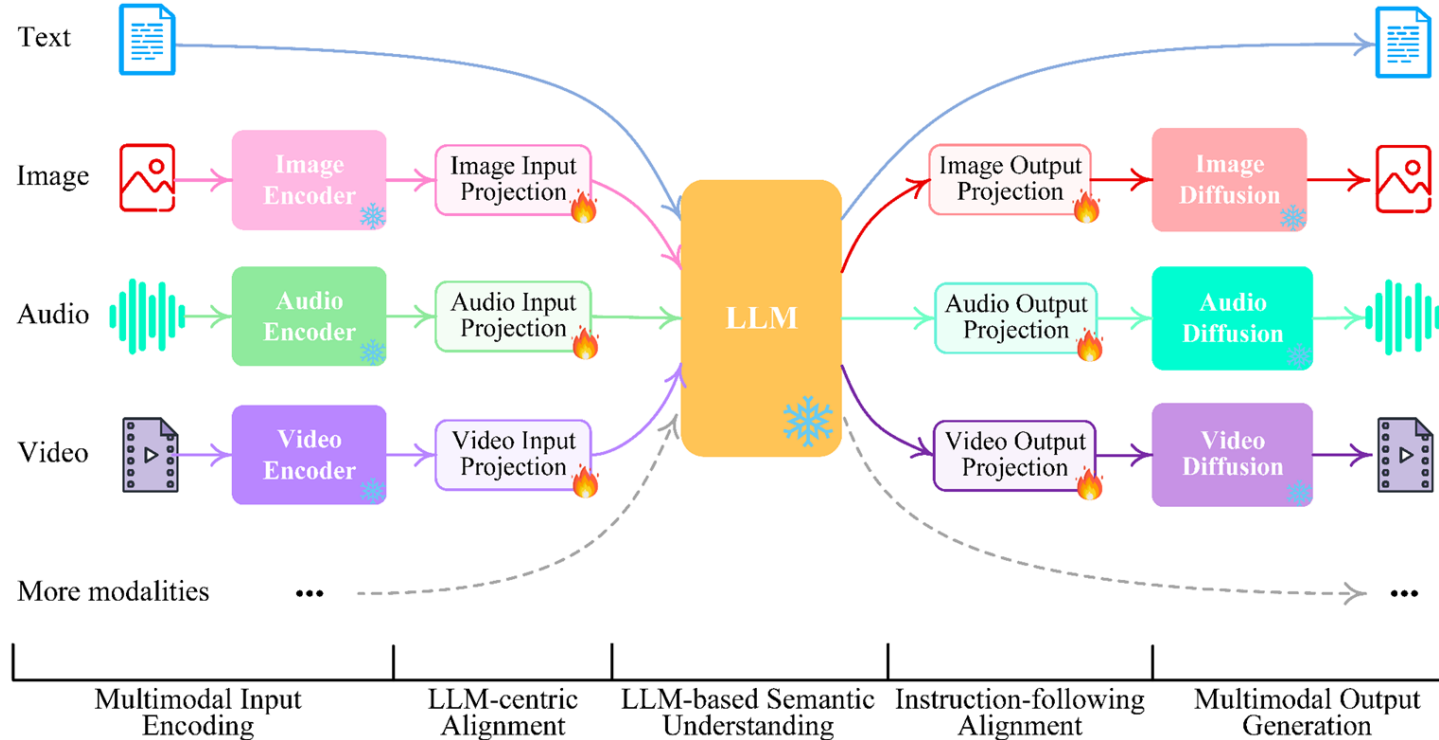 Text
Image
Image
Encoder
Image Input
Projection
Image Output
Projection
Image
Diffusion
Audio
Audio
Encoder
Audio Input
Projection
LLM
Audio Output
Projection
Audio
Diffusion
Video
Video
Encoder
Video Input
Projection
Video Output
Projection
Video
Diffusion
More modalities
...
...
Multimodal Input
Encoding
LLM-centric
Alignment
LLM-based Semantic
Understanding
Instruction-following
Alignment
Multimodal Output
Generation